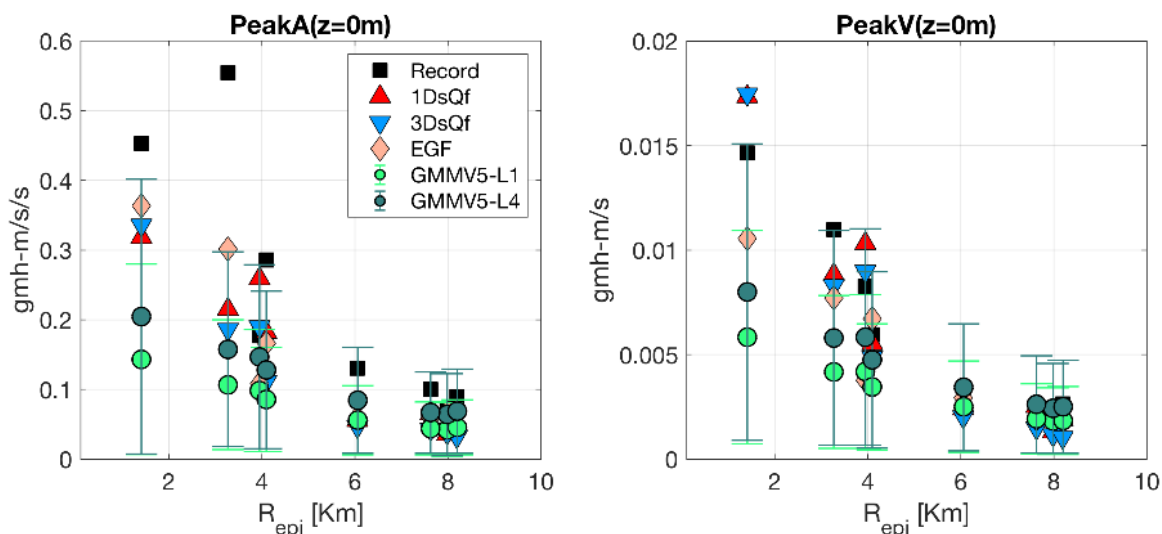 PeakA(z=0m)
0.6
0.5
0.4
0.3
0.2
0.1
0
2
4
6
8
10
gmh-m/s/s
R_epi [Km]
Record
1DsQf
3DsQf
EGF
GMMV5-L1
GMMV5-L4
PeakV(z=0m)
0.02
0.015
0.01
0.005
0
2
4
6
8
10
gmh-m/s
R_epi [Km]